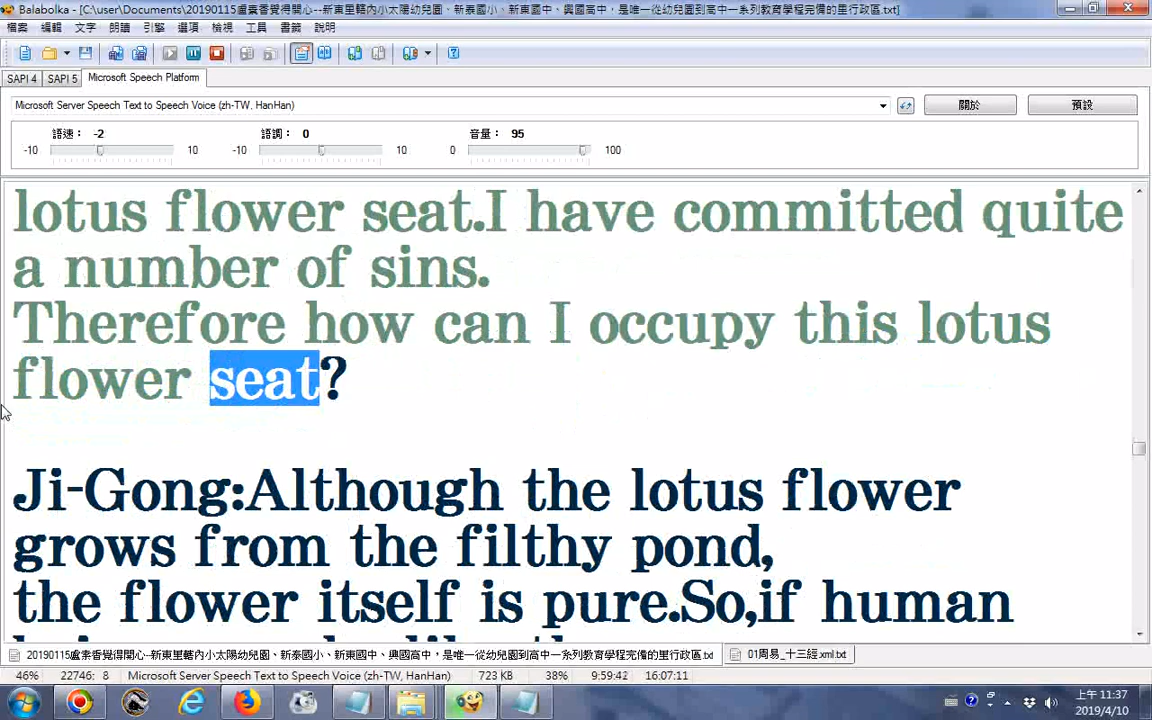 Balabolka - [C:\user\Documents\20190115盧素香覺得開心--新東里轄內小太陽幼兒園、新泰國小、新東國中、興國高中，是唯一從幼兒園到高中一系列教育學程完備的里行政區.txt]
檔案 編輯 文字 朗讀 引擎 選項 檢視 工具 書籤 說明
SAPI 4 SAPI 5 Microsoft Speech Platform
Microsoft Server Speech Text to Speech Voice (zh-TW, HanHan) 關於 預設
語速： -2 語調： 0 音量： 95
-10 10 -10 10 0 100
lotus flower seat.I have committed quite
a number of sins.
Therefore how can I occupy this lotus
flower seat?
Ji-Gong:Although the lotus flower
grows from the filthy pond,
the flower itself is pure.So,if human
20190115盧素香覺得開心--新東里轄內小太陽幼兒園、新泰國小、新東國中、興國高中，是唯一從幼兒園到高中一系列教育學程完備的里行政區.txt 01周易_十三經.xml.txt
46% 22746: 8 Microsoft Server Speech Text to Speech Voice (zh-TW, HanHan) 723 KB 38% 9:59:42 16:07:11
上午 11:37
2019/4/10